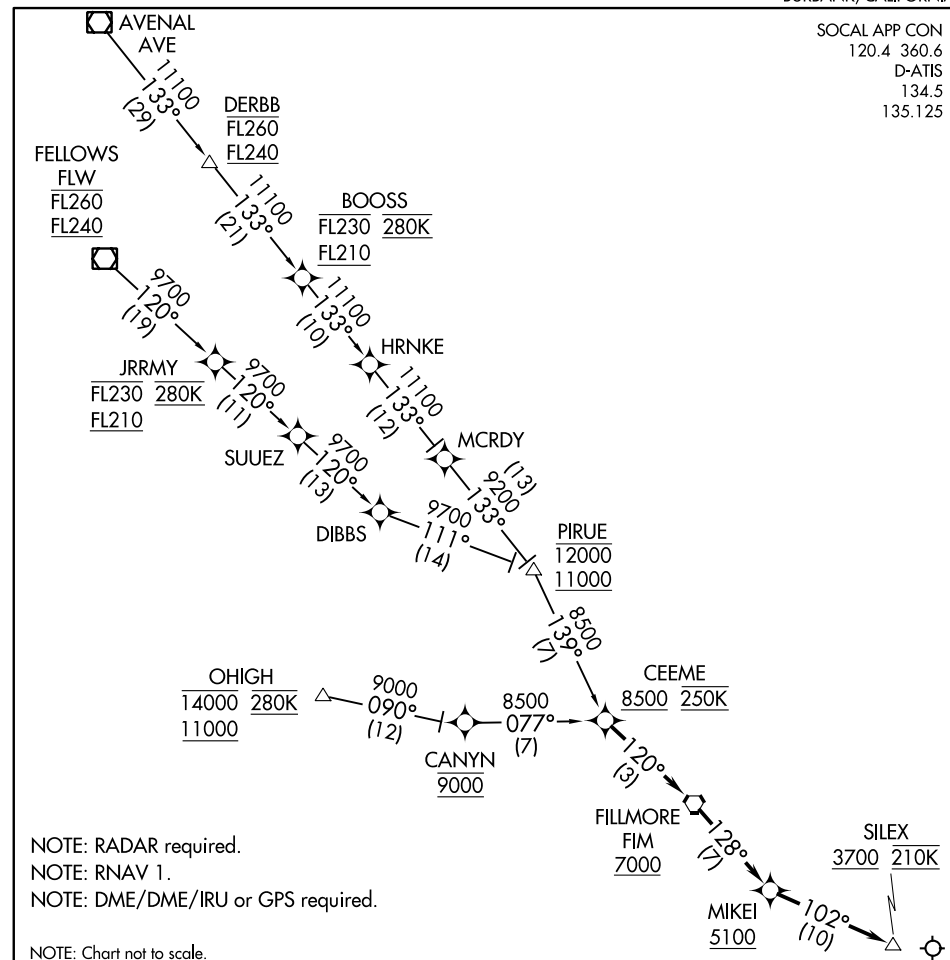 BURBANK, CALIFORNIA
SOCAL APP CON
120.4 360.6
D-ATIS
134.5
135.125
AVENAL
AVE
11100
133°
(29)
DERBB
FL260
FL240
FELLOWS
FLW
FL260
FL240
11100
133°
(21)
BOOSS
FL230 280K
FL210
9700
120°
(19)
11100
133°
(10)
HRNKE
JRRMY
FL230 280K
FL210
9700
120°
(11)
11100
133°
(12)
SUUEZ
MCRDY
9700
120°
(13)
(13)
9200
133°
DIBBS
9700
111°
(14)
PIRUE
12000
11000
8500
139°
(7)
OHIGH
14000 280K
11000
9000
090°
(12)
8500
077°
(7)
CEEME
8500 250K
CANYN
9000
120°
(3)
FILLMORE
FIM
7000
128°
(7)
SILEX
3700 210K
MIKEI
5100
102°
(10)
NOTE: RADAR required.
NOTE: RNAV 1.
NOTE: DME/DME/IRU or GPS required.
NOTE: Chart not to scale.